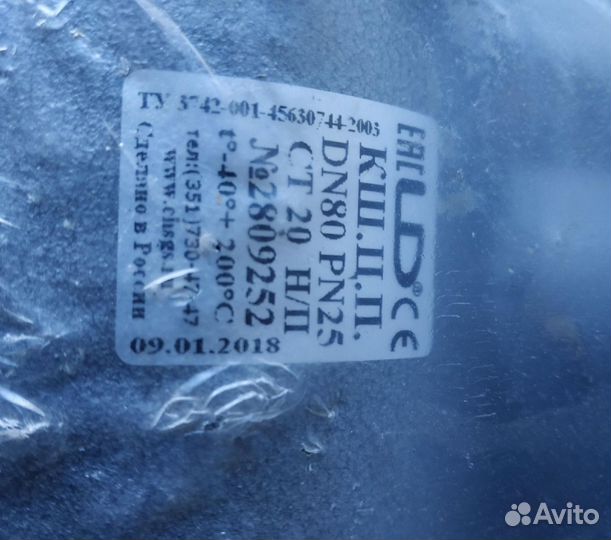 ТУ 3742-001-45630744-2003
EAC LD ® CE
КШ.Ц.П.
DN80 PN25
СТ 20 Н/П
№2809252
t°-40°+ 200°C
тел:(351)730-47-47
Сделано в России
09.01.2018
Avito